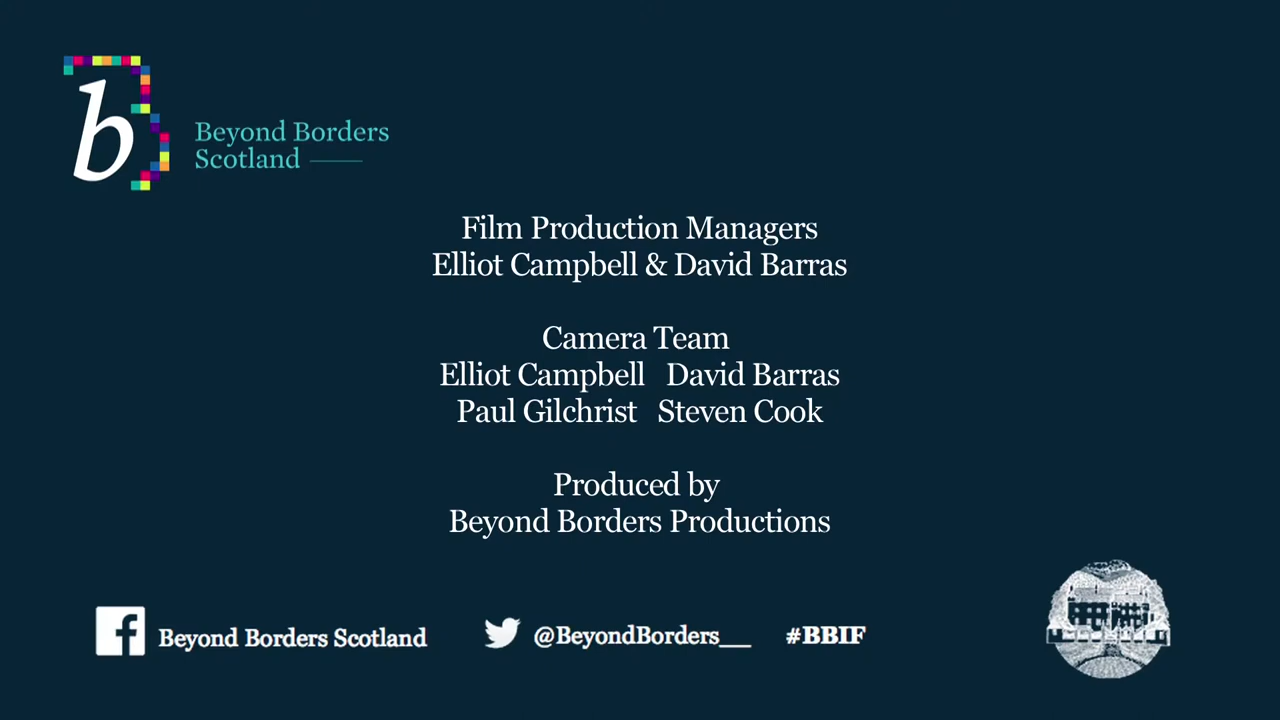 b
Beyond Borders
Scotland
Film Production Managers
Elliot Campbell & David Barras
Camera Team
Elliot Campbell David Barras
Paul Gilchrist Steven Cook
Produced by
Beyond Borders Productions
f Beyond Borders Scotland @BeyondBorders__ #BBIF